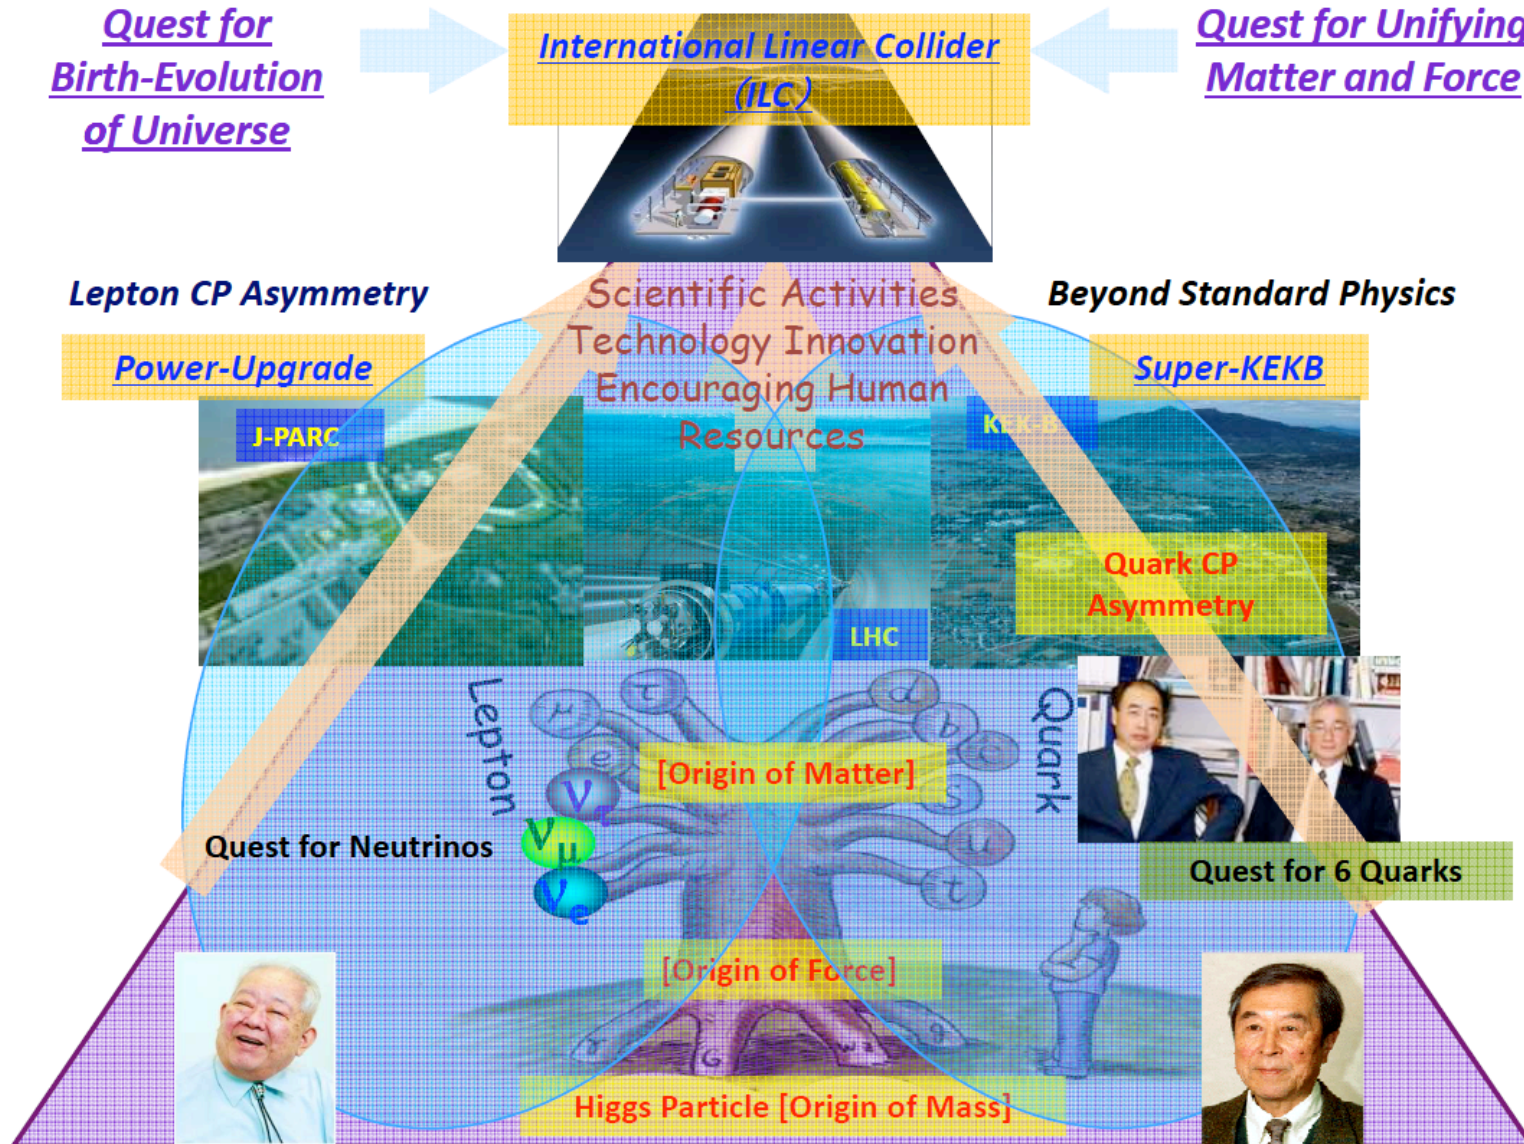 Quest for
Birth-Evolution
of Universe
International Linear Collider
(ILC)
Quest for Unifying
Matter and Force
Lepton CP Asymmetry
Power-Upgrade
J-PARC
Scientific Activities
Technology Innovation
Encouraging Human
Resources
Beyond Standard Physics
Super-KEKB
KEK-B
Quark CP
Asymmetry
LHC
Lepton
Quark
μ
τ
e
d
b
c
s
u
t
ντ
νμ
νe
[Origin of Matter]
Quest for Neutrinos
Quest for 6 Quarks
[Origin of Force]
γ
G
W Z
g
Higgs Particle [Origin of Mass]